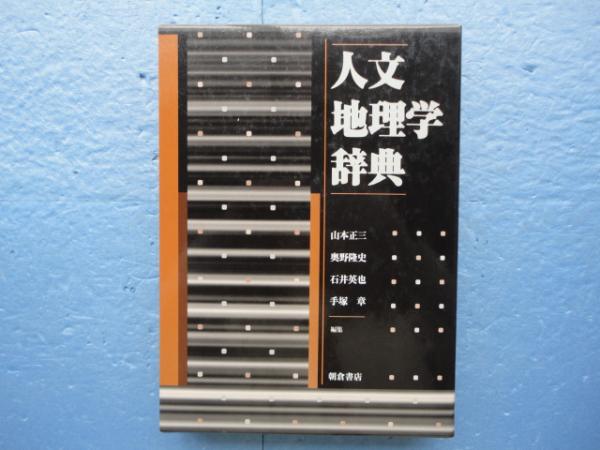 人文
地理学
辞典
山本正三
奥野隆史
石井英也
手塚 章
編集
朝倉書店